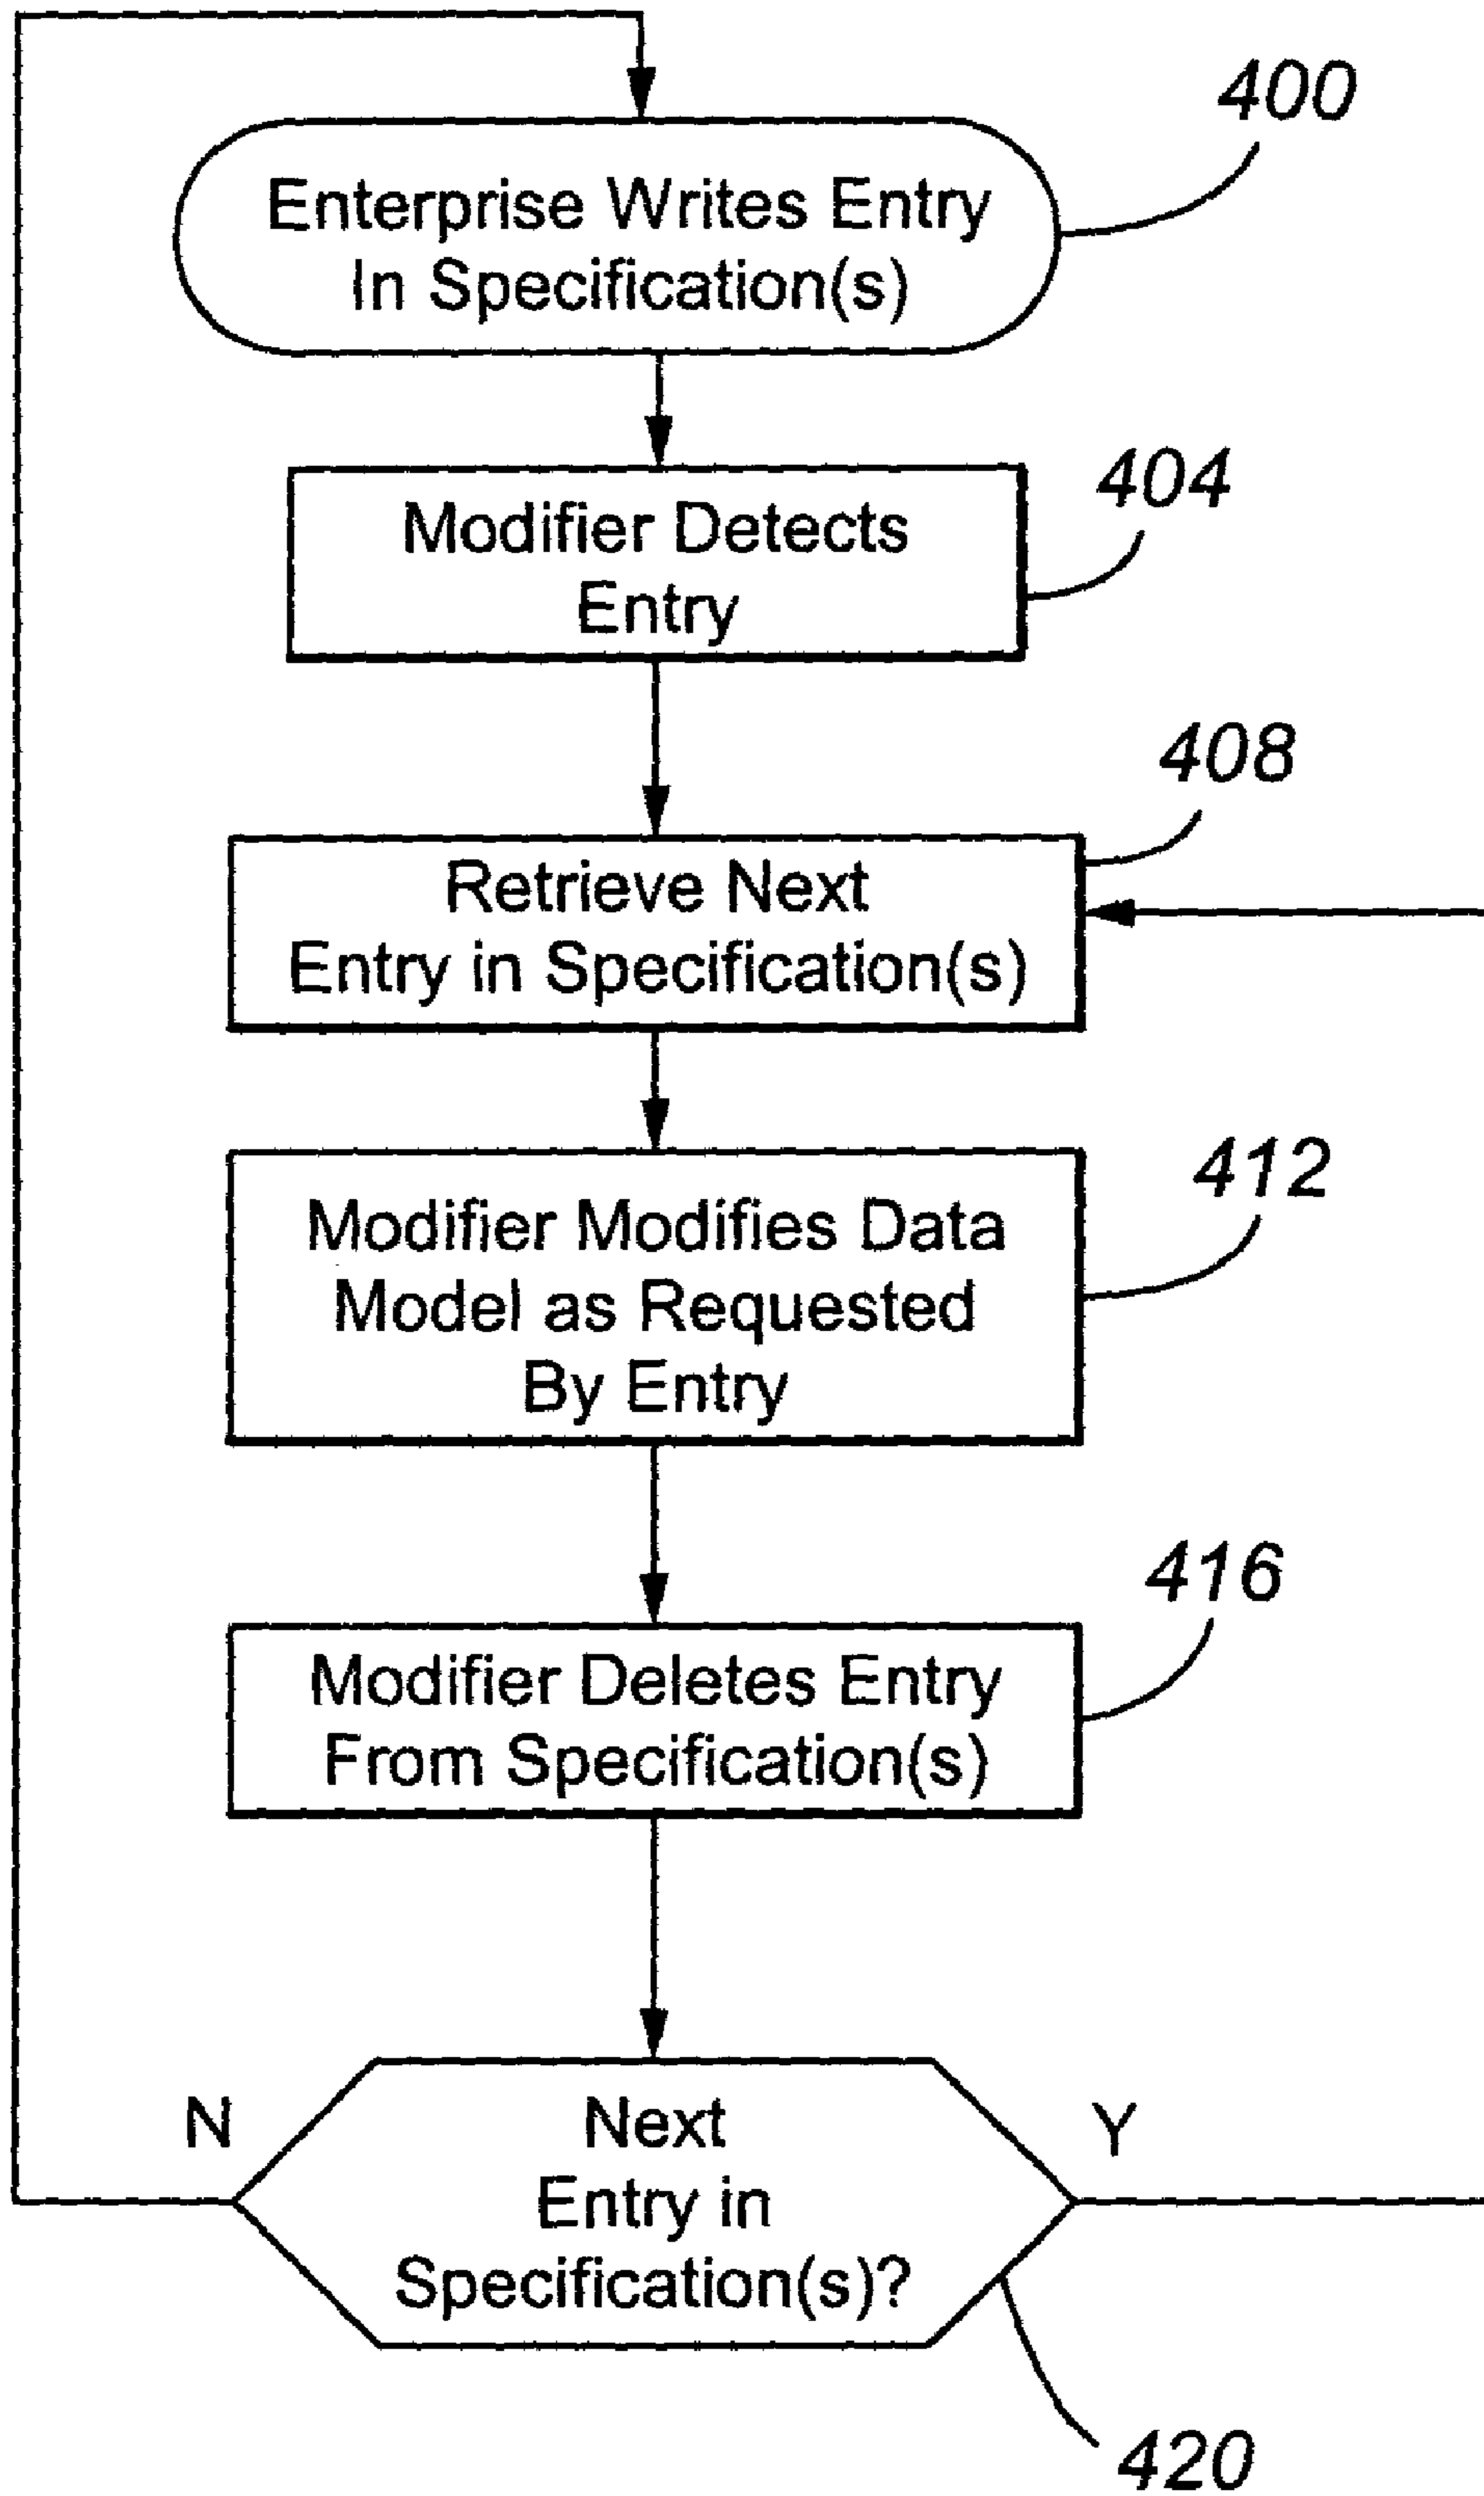 400
Enterprise Writes Entry
In Specification(s)
404
Modifier Detects
Entry
408
Retrieve Next
Entry in Specification(s)
412
Modifier Modifies Data
Model as Requested
By Entry
416
Modifier Deletes Entry
From Specification(s)
N
Next
Y
Entry in
Specification(s)?
420